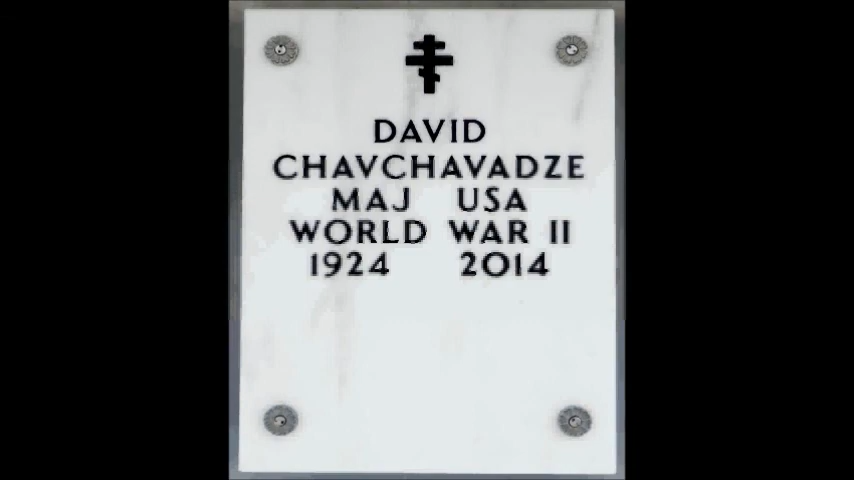 DAVID
CHAVCHAVADZE
MAJ USA
WORLD WAR II
1924 2014